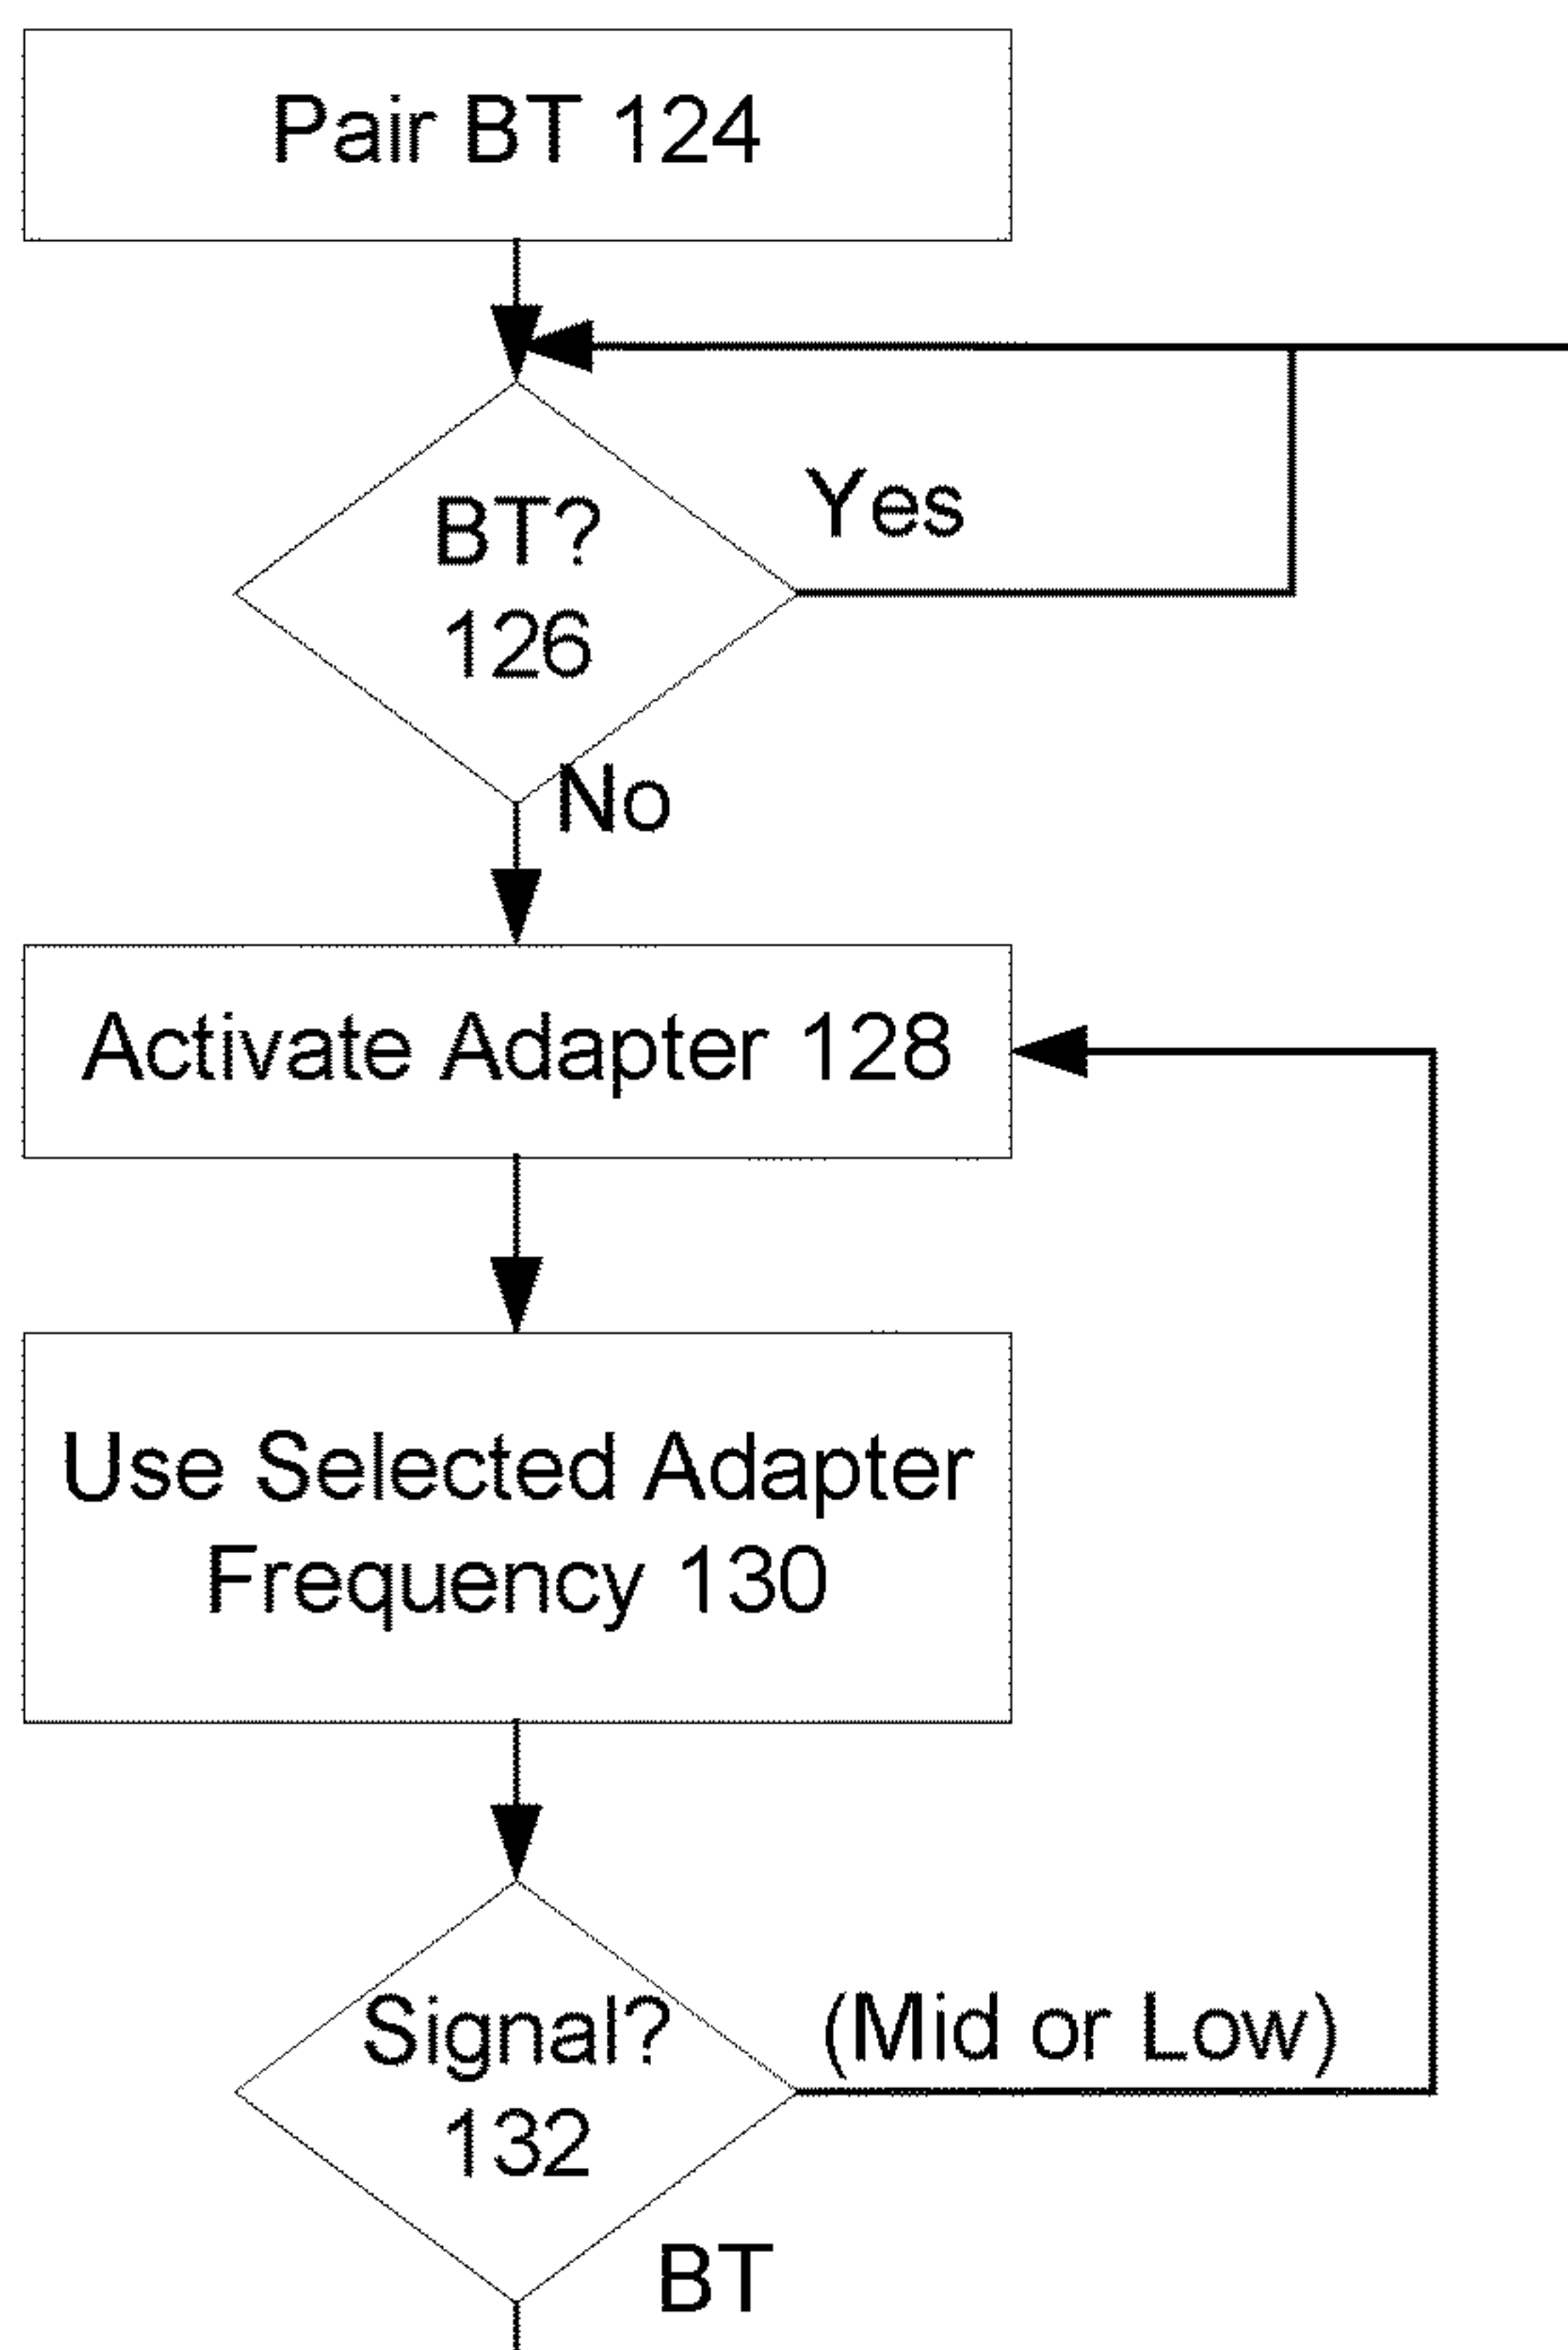 Pair BT 124
BT?
126
Yes
No
Activate Adapter 128
Use Selected Adapter
Frequency 130
Signal?
132
(Mid or Low)
BT